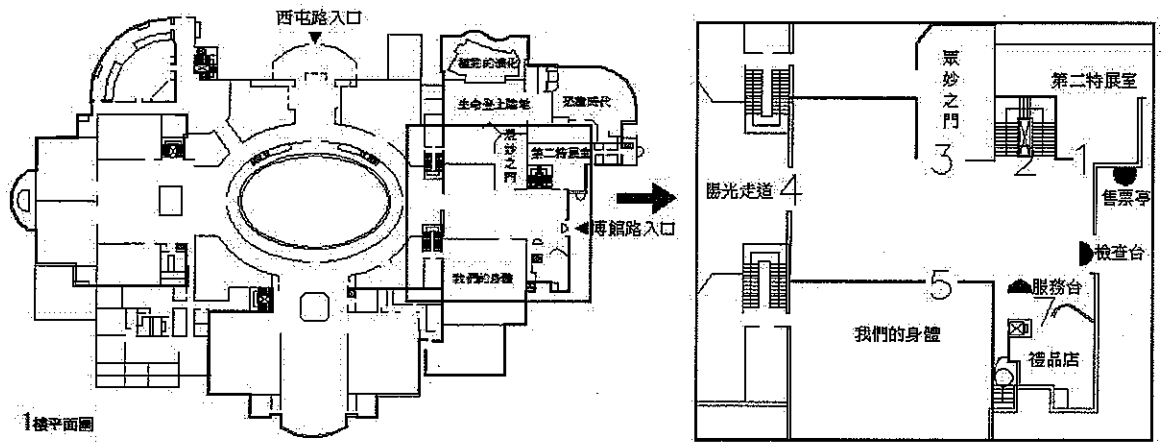 西屯路入口
植物的演化
生命登上陸地
恐龍時代
眾妙之門
第二特展室
博館路入口
我們的身體
1樓平面圖
眾妙之門
第二特展室
3
2
1
陽光走道
4
售票亭
檢查台
5
服務台
7
我們的身體
禮品店